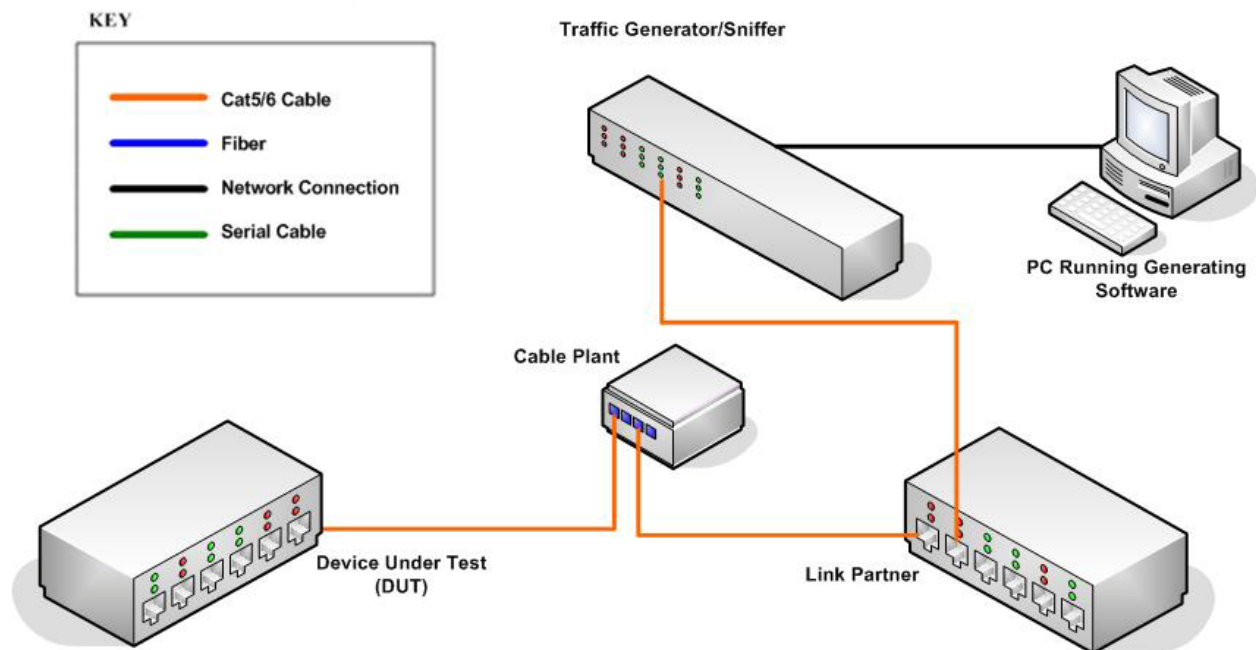 KEY
Cat5/6 Cable
Fiber
Network Connection
Serial Cable
Traffic Generator/Sniffer
PC Running Generating
Software
Cable Plant
Device Under Test
(DUT)
Link Partner